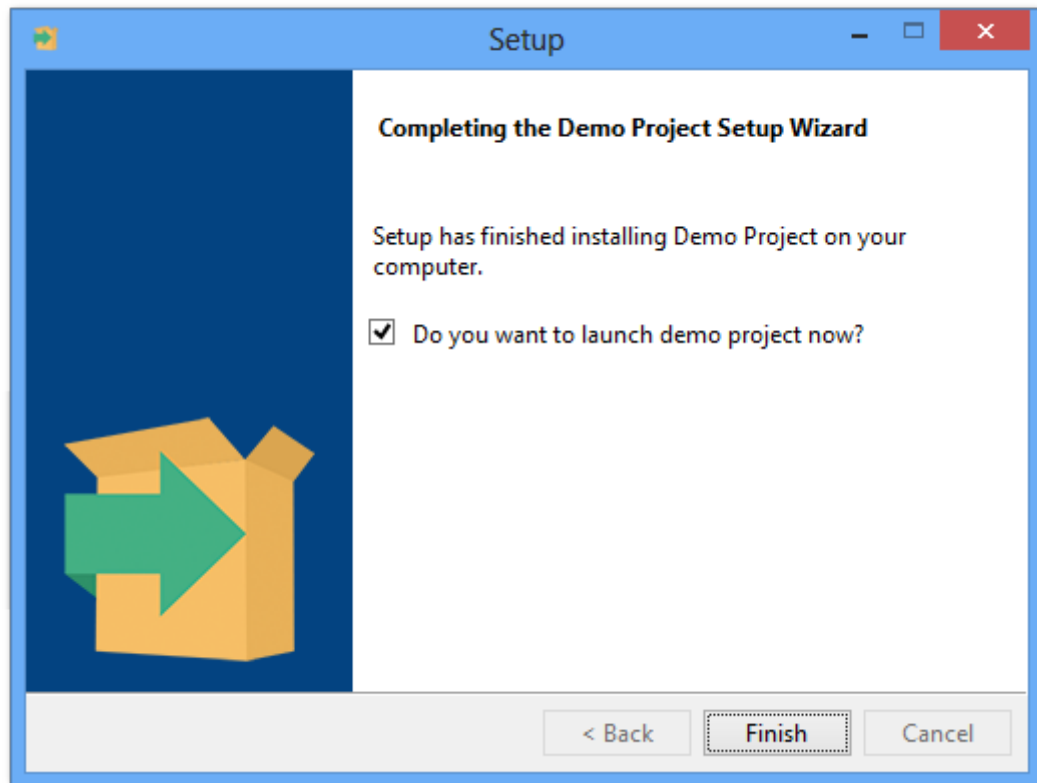 Setup
Completing the Demo Project Setup Wizard
Setup has finished installing Demo Project on your
computer.
Do you want to launch demo project now?
< Back
Finish
Cancel